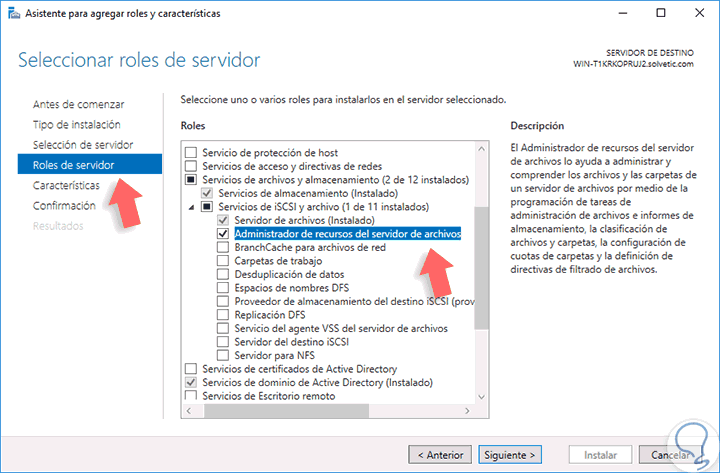 Asistente para agregar roles y características
Seleccionar roles de servidor
SERVIDOR DE DESTINO
WIN-T1KRKOPRUJ2.solvetic.com
Antes de comenzar
Tipo de instalación
Selección de servidor
Roles de servidor
Características
Confirmación
Resultados
Seleccione uno o varios roles para instalarlos en el servidor seleccionado.
Roles
Servicio de protección de host
Servicios de acceso y directivas de redes
Servicios de archivos y almacenamiento (2 de 12 instalados)
Servicios de almacenamiento (Instalado)
Servicios de iSCSI y archivo (1 de 11 instalados)
Servidor de archivos (Instalado)
Administrador de recursos del servidor de archivos
BranchCache para archivos de red
Carpetas de trabajo
Desduplicación de datos
Espacios de nombres DFS
Proveedor de almacenamiento del destino iSCSI (prov
Replicación DFS
Servicio del agente VSS del servidor de archivos
Servidor del destino iSCSI
Servidor para NFS
Servicios de certificados de Active Directory
Servicios de dominio de Active Directory (Instalado)
Servicios de Escritorio remoto
Descripción
El Administrador de recursos del servidor
de archivos lo ayuda a administrar y
comprender los archivos y las carpetas de
un servidor de archivos por medio de la
programación de tareas de
administración de archivos e informes de
almacenamiento, la clasificación de
archivos y carpetas, la configuración de
cuotas de carpetas y la definición de
directivas de filtrado de archivos.
< Anterior
Siguiente >
Instalar
Cancelar